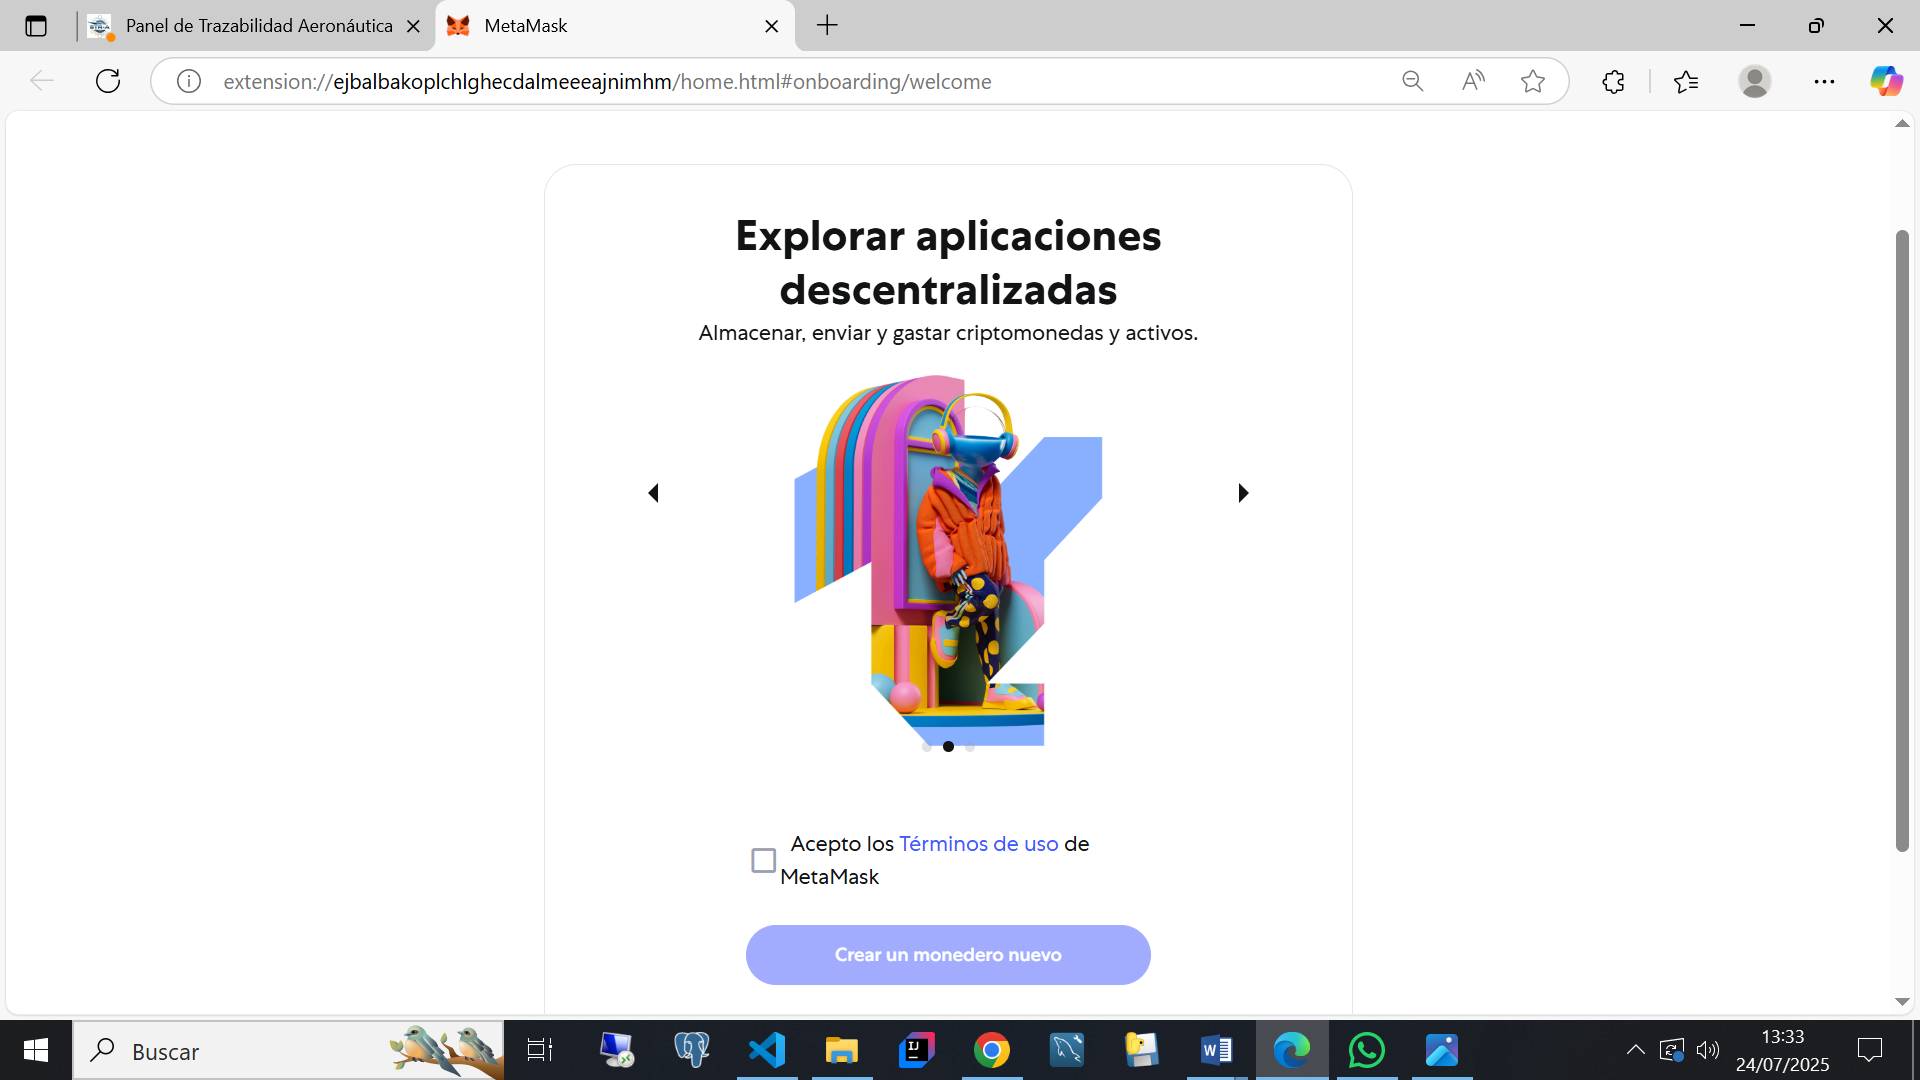 Panel de Trazabilidad Aeronáutica
MetaMask
extension://ejbalbakoplchlghecdalmeeeajnimhm/home.html#onboarding/welcome
Explorar aplicaciones
descentralizadas
Almacenar, enviar y gastar criptomonedas y activos.
Acepto los Términos de uso de
MetaMask
Crear un monedero nuevo
Buscar
13:33
24/07/2025